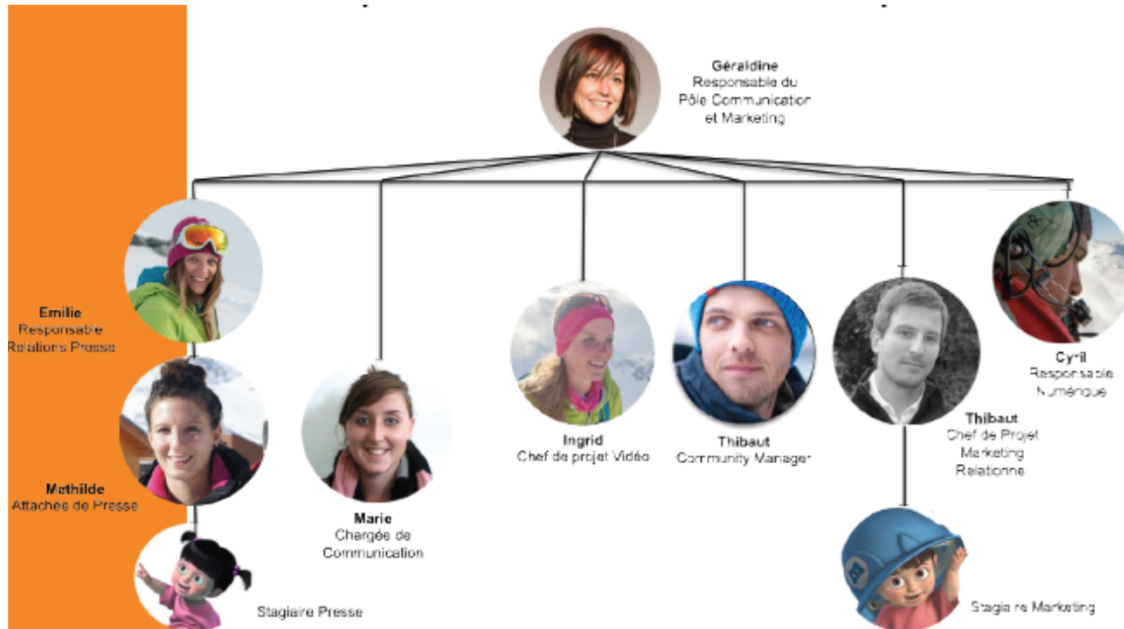 Géraldine
Responsable du
Pôle Communication
et Marketing
Emilie
Responsable
Relations Presse
Cyril
Responsable
Numérique
Ingrid
Chef de projet Vidéo
Thibaut
Community Manager
Thibaut
Chef de Projet
Marketing
Relationne
Mathilde
Attachée de Presse
Marie
Chargée de
Communication
Stagiaire Presse
Stagiaire Marketing